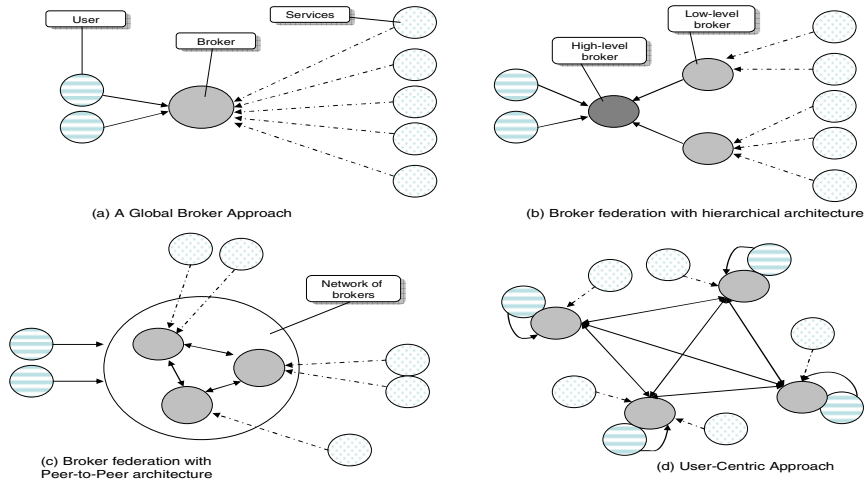 User
Services
Broker
(a) A Global Broker Approach
Low-level
broker
High-level
broker
(b) Broker federation with hierarchical architecture
Network of
brokers
(c) Broker federation with
Peer-to-Peer architecture
(d) User-Centric Approach